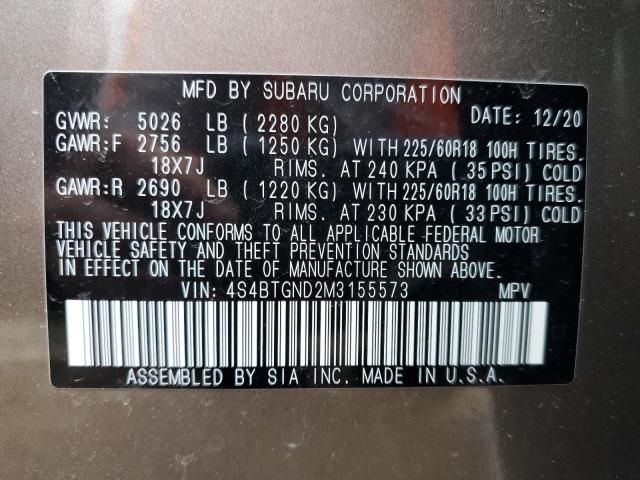 MFD BY SUBARU CORPORATION
GVWR: 5026 LB ( 2280 KG) DATE: 12/20
GAWR:F 2756 LB ( 1250 KG) WITH 225/60R18 100H TIRES.
18X7J RIMS. AT 240 KPA ( 35 PSI) COLD
GAWR:R 2690 LB ( 1220 KG) WITH 225/60R18 100H TIRES.
18X7J RIMS. AT 230 KPA ( 33 PSI) COLD
THIS VEHICLE CONFORMS TO ALL APPLICABLE FEDERAL MOTOR
VEHICLE SAFETY AND THEFT PREVENTION STANDARDS
IN EFFECT ON THE DATE OF MANUFACTURE SHOWN ABOVE.
VIN: 4S4BTGND2M3155573 MPV
ASSEMBLED BY SIA INC. MADE IN U.S.A.